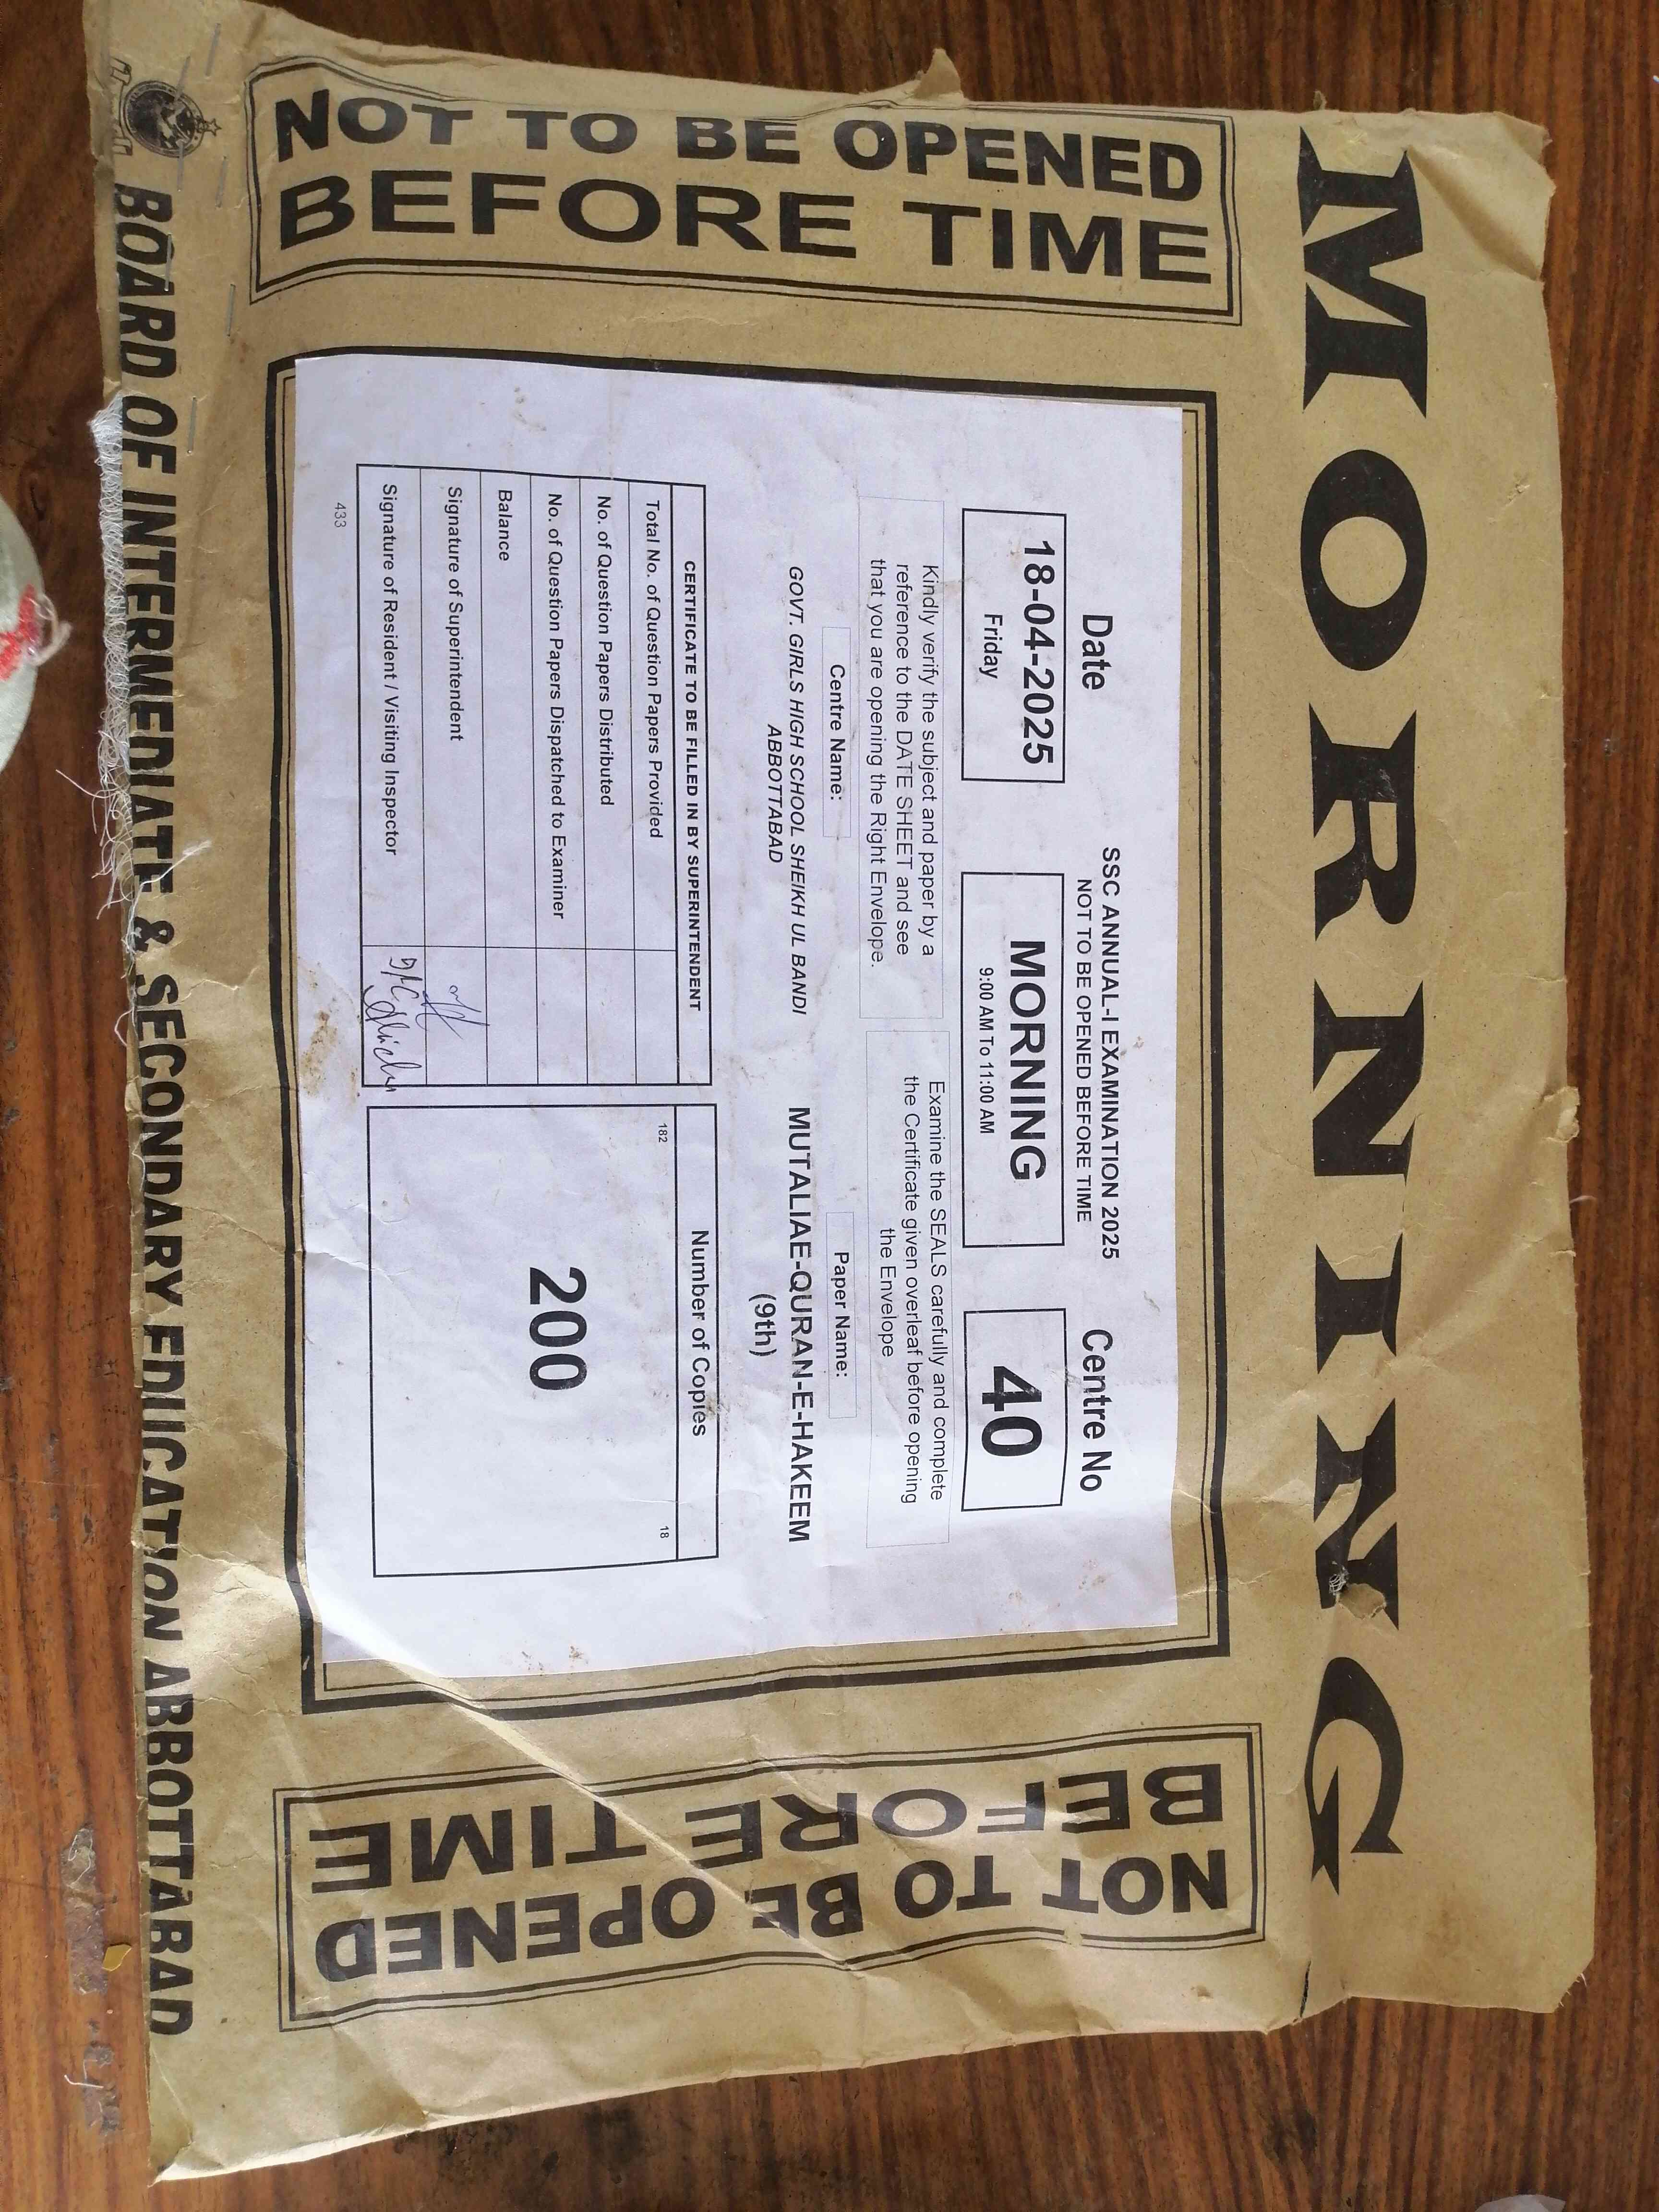 MORNING
NOT TO BE OPENED
BEFORE TIME
SSC ANNUAL-I EXAMINATION 2025
NOT TO BE OPENED BEFORE TIME
Date
Centre No
18-04-2025
Friday
MORNING
9:00 AM To 11:00 AM
40
Kindly verify the subject and paper by a
reference to the DATE SHEET and see
that you are opening the Right Envelope.
Examine the SEALS carefully and complete
the Certificate given overleaf before opening
the Envelope
Centre Name:
GOVT. GIRLS HIGH SCHOOL SHEIKH UL BANDI
ABBOTTABAD
Paper Name:
MUTALIAE-QURAN-E-HAKEEM
(9th)
CERTIFICATE TO BE FILLED IN BY SUPERINTENDENT
Total No. of Question Papers Provided
No. of Question Papers Distributed
No. of Question Papers Dispatched to Examiner
Balance
Signature of Superintendent
Signature of Resident / Visiting Inspector
433
Number of Copies
182
18
200
NOT TO BE OPENED
BEFORE TIME
BOARD OF INTERMEDIATE & SECONDARY EDUCATION ABBOTTABAD